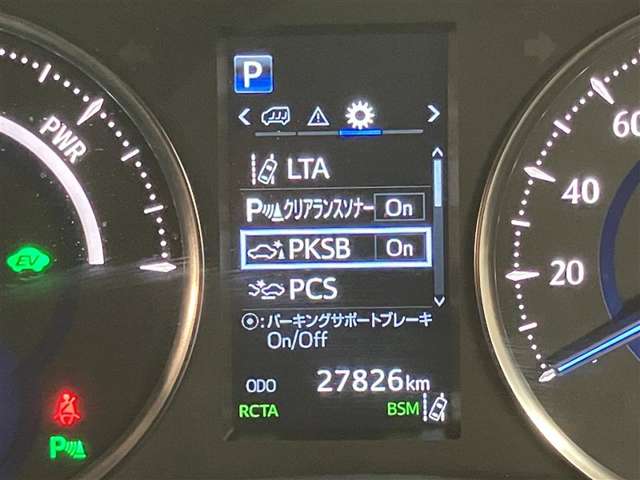 P
PWR
EV
LTA
P クリアランスソナー On
PKSB On
PCS
◉:パーキングサポートブレーキ
On/Off
ODO 27826km
RCTA BSM
P
60
40
20